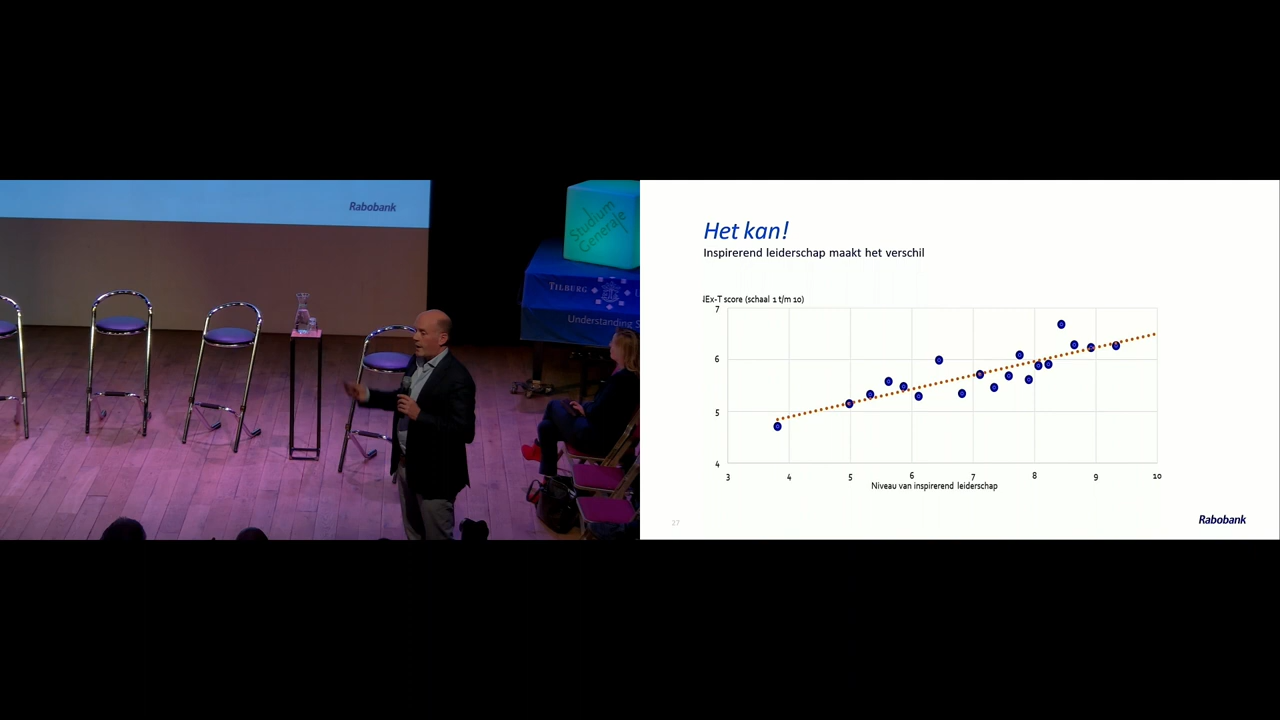 Rabobank
Studium
Generale
TILBURG
Understanding S
Het kan!
Inspirerend leiderschap maakt het verschil
IEx-T score (schaal 1 t/m 10)
7
6
5
4
3 4 5 6 7 8 9 10
Niveau van inspirerend leiderschap
27
Rabobank